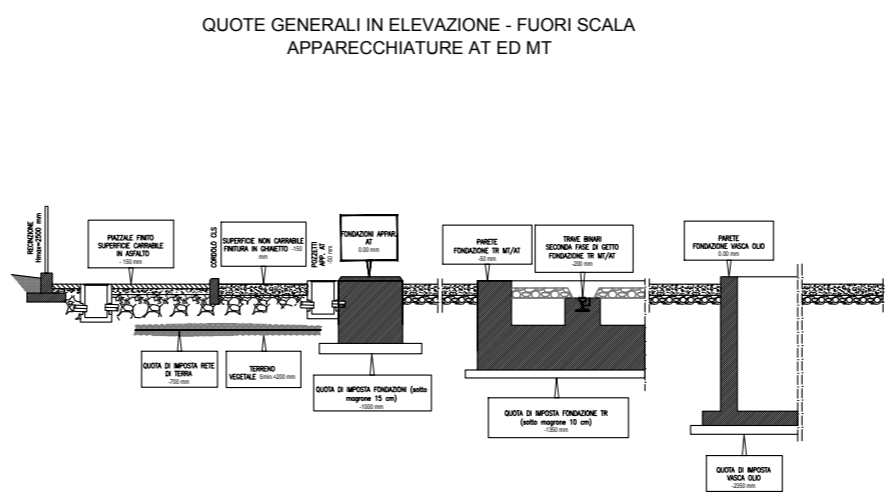 QUOTE GENERALI IN ELEVAZIONE - FUORI SCALA
APPARECCHIATURE AT ED MT
RECINZIONE
Hmax=2500 mm
PIAZZALE FINITO
SUPERFICIE CARRABILE
IN ASFALTO
- 150 mm
CORDOLO CLS
SUPERFICIE NON CARRABILE
FINITURA IN GHIAIETTO -150
mm
POZZETTI
APP. AT
-50 mm
FONDAZIONI APPAR.
AT
0.00 mm
PARETE
FONDAZIONE TR MT/AT
-50 mm
TRAVE BINARI
SECONDA FASE DI GETTO
FONDAZIONE TR MT/AT
-200 mm
PARETE
FONDAZIONE VASCA OLIO
0.00 mm
QUOTA DI IMPOSTA RETE
DI TERRA
-700 mm
TERRENO
VEGETALE Smin.=200 mm
QUOTA DI IMPOSTA FONDAZIONI (sotto
magrone 15 cm)
-1000 mm
QUOTA DI IMPOSTA FONDAZIONE TR
(sotto magrone 10 cm)
-1350 mm
QUOTA DI IMPOSTA
VASCA OLIO
-2350 mm